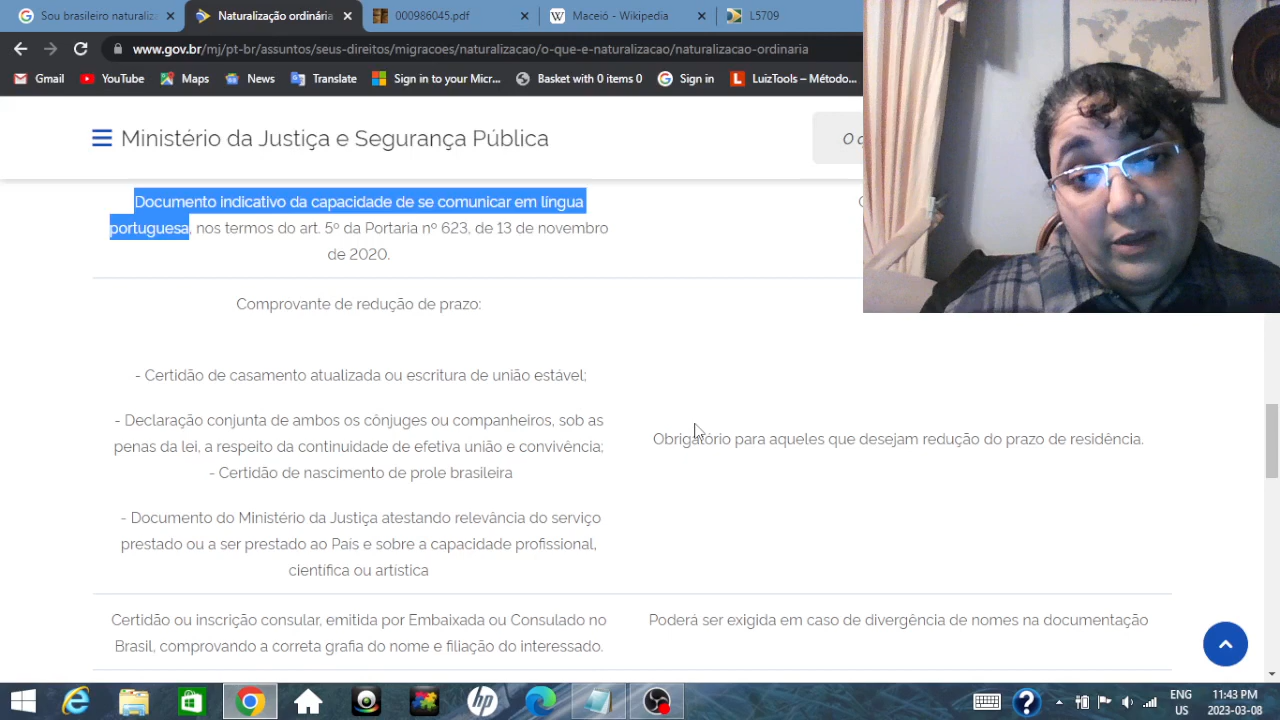 Ministério da Justiça
Naturalização Ordinária
000986045.pdf
Maceió - Wikipedia
L5709
www.gov.br/mj/pt-br/assuntos/seus-direitos/migracoes/naturalizacao/o-que-e-naturalizacao/naturalizacao-ordinaria
Gmail YouTube Maps News Translate Sign in to your Micr... Basket with 0 items LuizTools – Método...
Ministério da Justiça e Segurança Pública
O
Documento indicativo da capacidade de se comunicar em língua
portuguesa, nos termos do art. 5º da Portaria nº 623, de 13 de novembro
de 2020.
Comprovante de redução de prazo:
- Certidão de casamento atualizada ou escritura de união estável;
- Declaração conjunta de ambos os cônjuges ou companheiros, sob as
penas da lei, a respeito da continuidade de efetiva união e convivência;
- Certidão de nascimento de prole brasileira
Obrigatório para aqueles que desejam redução do prazo de residência.
- Documento do Ministério da Justiça atestando relevância do serviço
prestado ou a ser prestado ao País e sobre a capacidade profissional,
científica ou artística
Certidão ou inscrição consular, emitida por Embaixada ou Consulado no
Brasil, comprovando a correta grafia do nome e filiação do interessado.
Poderá ser exigida em caso de divergência de nomes na documentação
hp
ENG
US
11:43 PM
2023-03-08